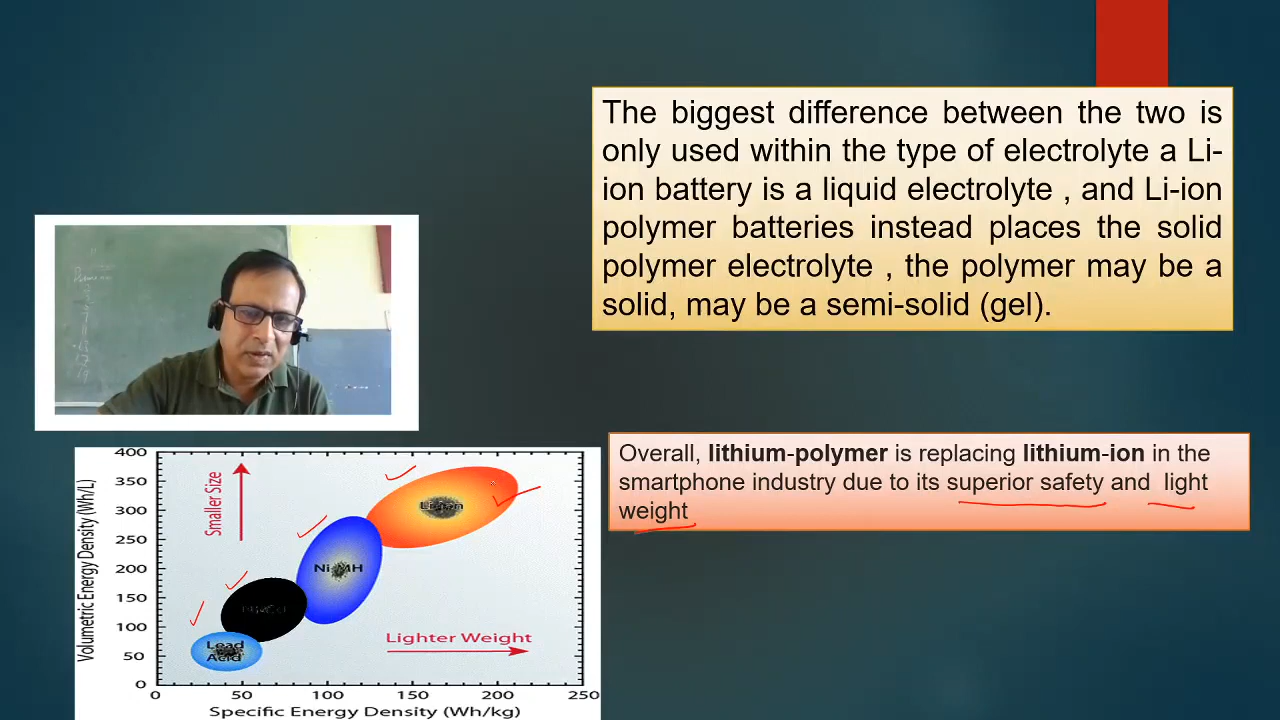 The biggest difference between the two is
only used within the type of electrolyte a Li-
ion battery is a liquid electrolyte , and Li-ion
polymer batteries instead places the solid
polymer electrolyte , the polymer may be a
solid, may be a semi-solid (gel).
Overall, lithium-polymer is replacing lithium-ion in the
smartphone industry due to its superior safety and light
weight
Volumetric Energy Density (Wh/L)
400
350
300
250
200
150
100
50
0
Smaller Size
Li-ion
Ni-MH
Lead
Acid
Lighter Weight
0 50 100 150 200 250
Specific Energy Density (Wh/kg)